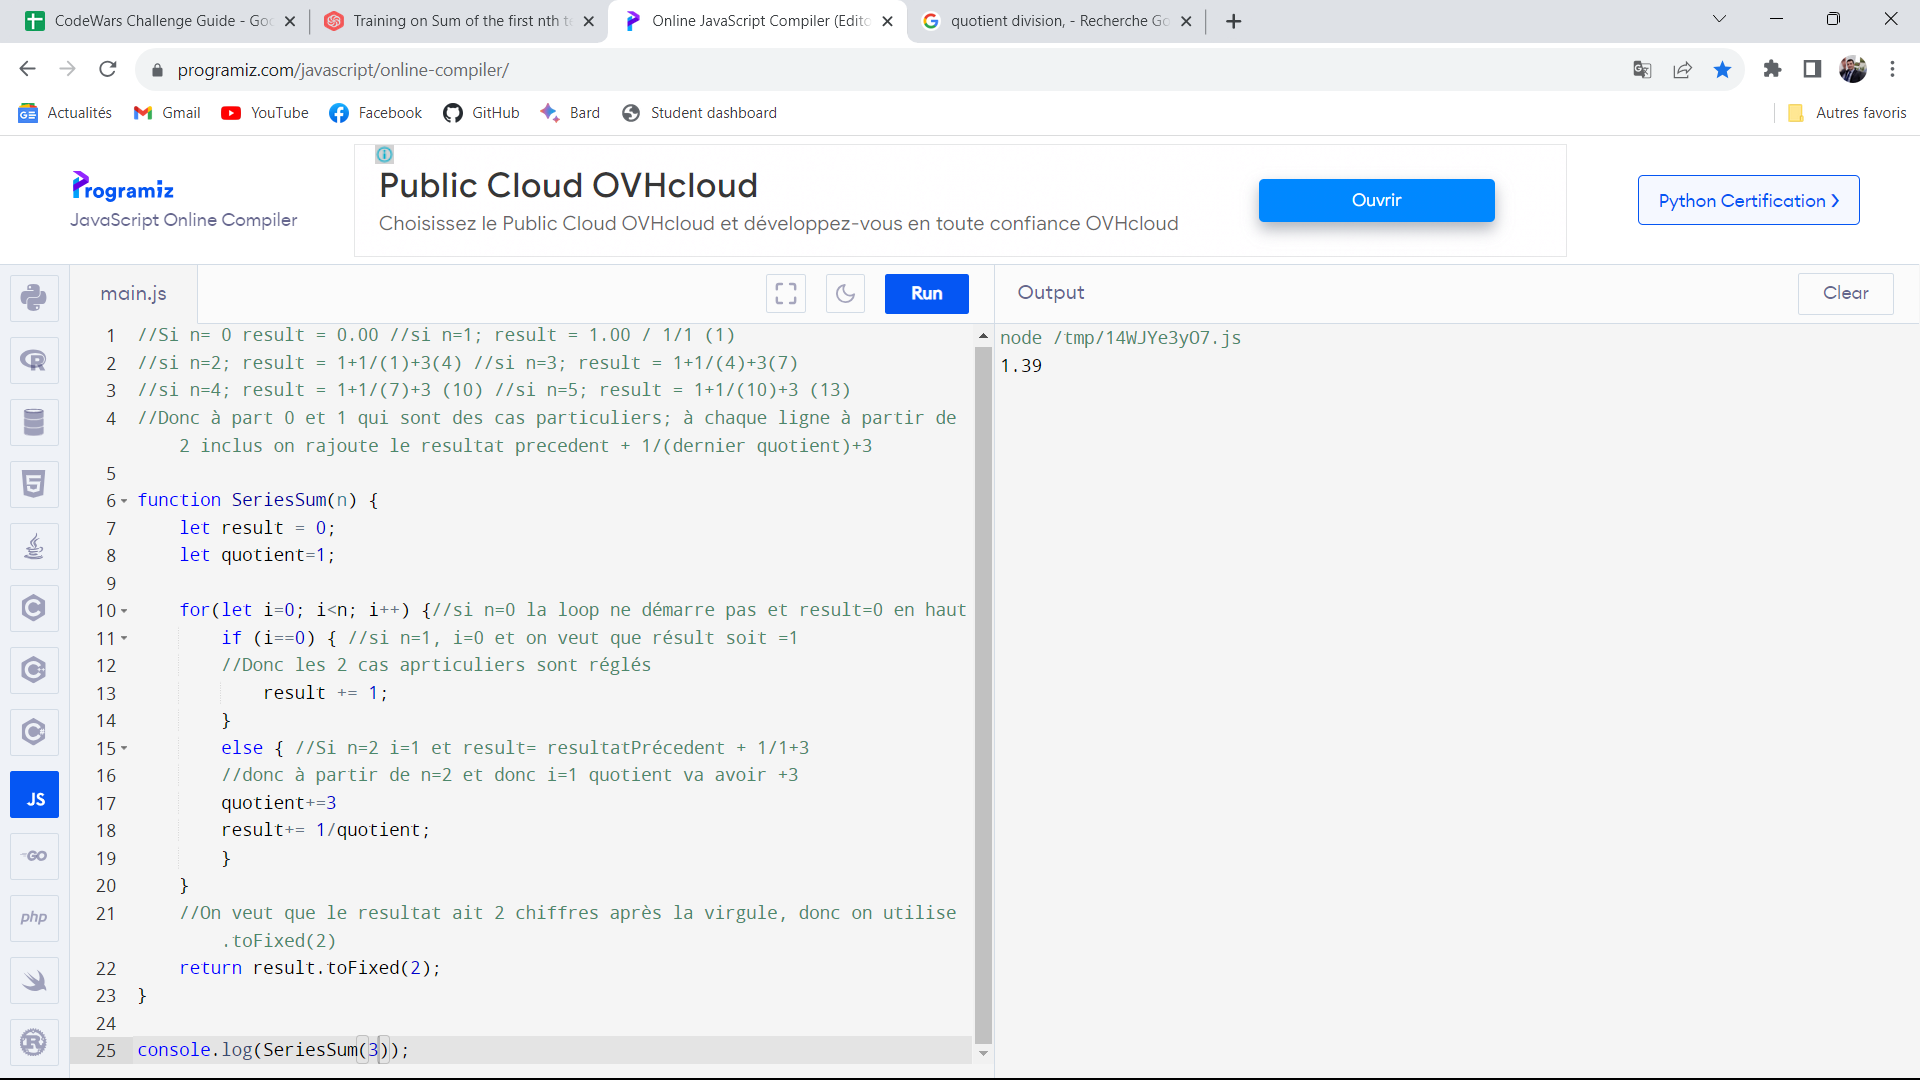 CodeWars Challenge Guide - Goo
Training on Sum of the first nth te
Online JavaScript Compiler (Edito
quotient division, - Recherche Go
programiz.com/javascript/online-compiler/
Actualités
Gmail
YouTube
Facebook
GitHub
Bard
Student dashboard
Autres favoris
Programiz
JavaScript Online Compiler
Public Cloud OVHcloud
Choisissez le Public Cloud OVHcloud et développez-vous en toute confiance OVHcloud
Ouvrir
Python Certification
main.js
Run
Output
Clear
1 //Si n= 0 result = 0.00 //si n=1; result = 1.00 / 1/1 (1)
2 //si n=2; result = 1+1/(1)+3(4) //si n=3; result = 1+1/(4)+3(7)
3 //si n=4; result = 1+1/(7)+3 (10) //si n=5; result = 1+1/(10)+3 (13)
4 //Donc à part 0 et 1 qui sont des cas particuliers; à chaque ligne à partir de
2 inclus on rajoute le resultat precedent + 1/(dernier quotient)+3
5
6 function SeriesSum(n) {
7 let result = 0;
8 let quotient=1;
9
10 for(let i=0; i<n; i++) {//si n=0 la loop ne démarre pas et result=0 en haut
11 if (i==0) { //si n=1, i=0 et on veut que résult soit =1
12 //Donc les 2 cas aprticuliers sont réglés
13 result += 1;
14 }
15 else { //Si n=2 i=1 et result= resultatPrécedent + 1/1+3
16 //donc à partir de n=2 et donc i=1 quotient va avoir +3
17 quotient+=3
18 result+= 1/quotient;
19 }
20 }
21 //On veut que le resultat ait 2 chiffres après la virgule, donc on utilise
.toFixed(2)
22 return result.toFixed(2);
23 }
24
25 console.log(SeriesSum(3));
node /tmp/14WJYe3yO7.js
1.39
JS
GO
php